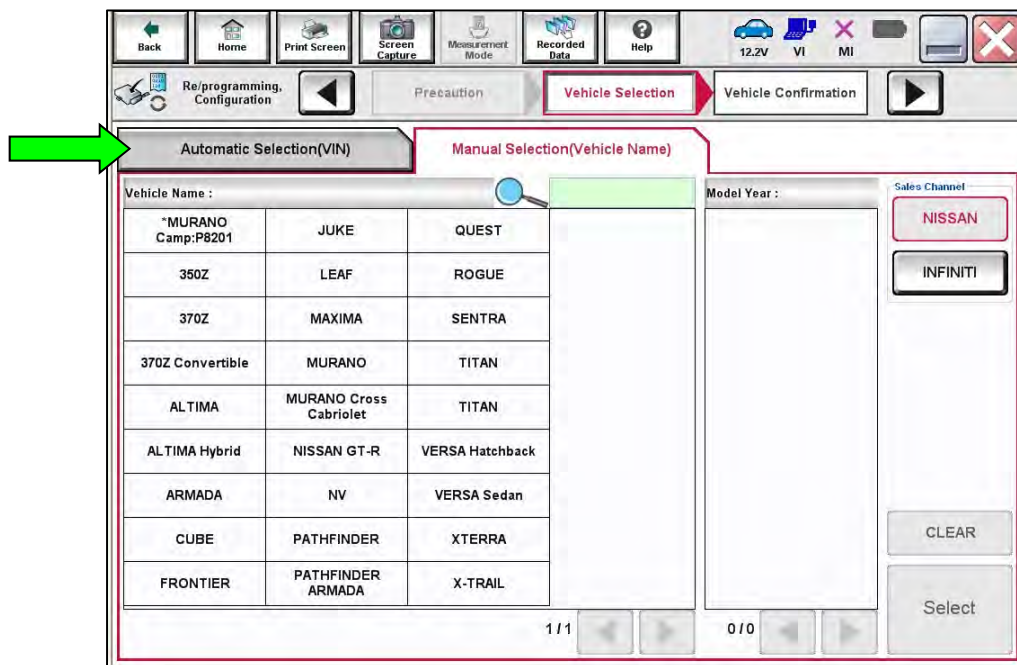 Back
Home
Print Screen
Screen
Capture
Measurement
Mode
Recorded
Data
Help
12.2V
VI
MI
Re/programming,
Configuration
Precaution
Vehicle Selection
Vehicle Confirmation
Automatic Selection(VIN)
Manual Selection(Vehicle Name)
Vehicle Name :
Model Year :
Sales Channel
*MURANO
Camp:P8201
JUKE
QUEST
NISSAN
350Z
LEAF
ROGUE
INFINITI
370Z
MAXIMA
SENTRA
370Z Convertible
MURANO
TITAN
ALTIMA
MURANO Cross
Cabriolet
TITAN
ALTIMA Hybrid
NISSAN GT-R
VERSA Hatchback
ARMADA
NV
VERSA Sedan
CUBE
PATHFINDER
XTERRA
CLEAR
FRONTIER
PATHFINDER
ARMADA
X-TRAIL
Select
1/1
0/0